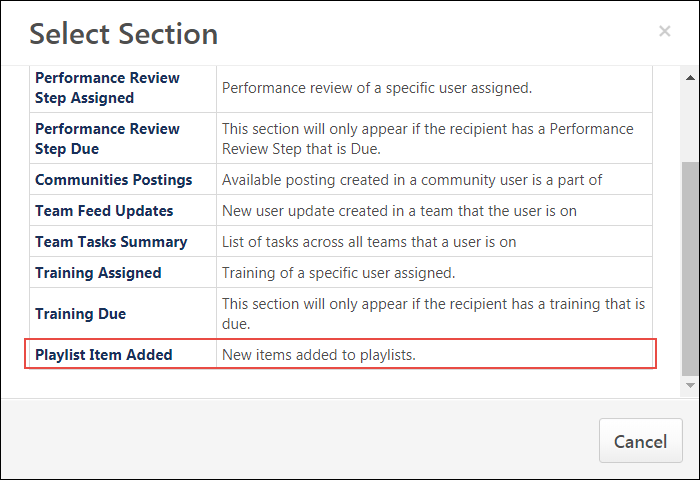 Select Section
×
Performance Review
Step Assigned
Performance review of a specific user assigned.
Performance Review
Step Due
This section will only appear if the recipient has a Performance
Review Step that is Due.
Communities Postings
Available posting created in a community user is a part of
Team Feed Updates
New user update created in a team that the user is on
Team Tasks Summary
List of tasks across all teams that a user is on
Training Assigned
Training of a specific user assigned.
Training Due
This section will only appear if the recipient has a training that is
due.
Playlist Item Added
New items added to playlists.
Cancel